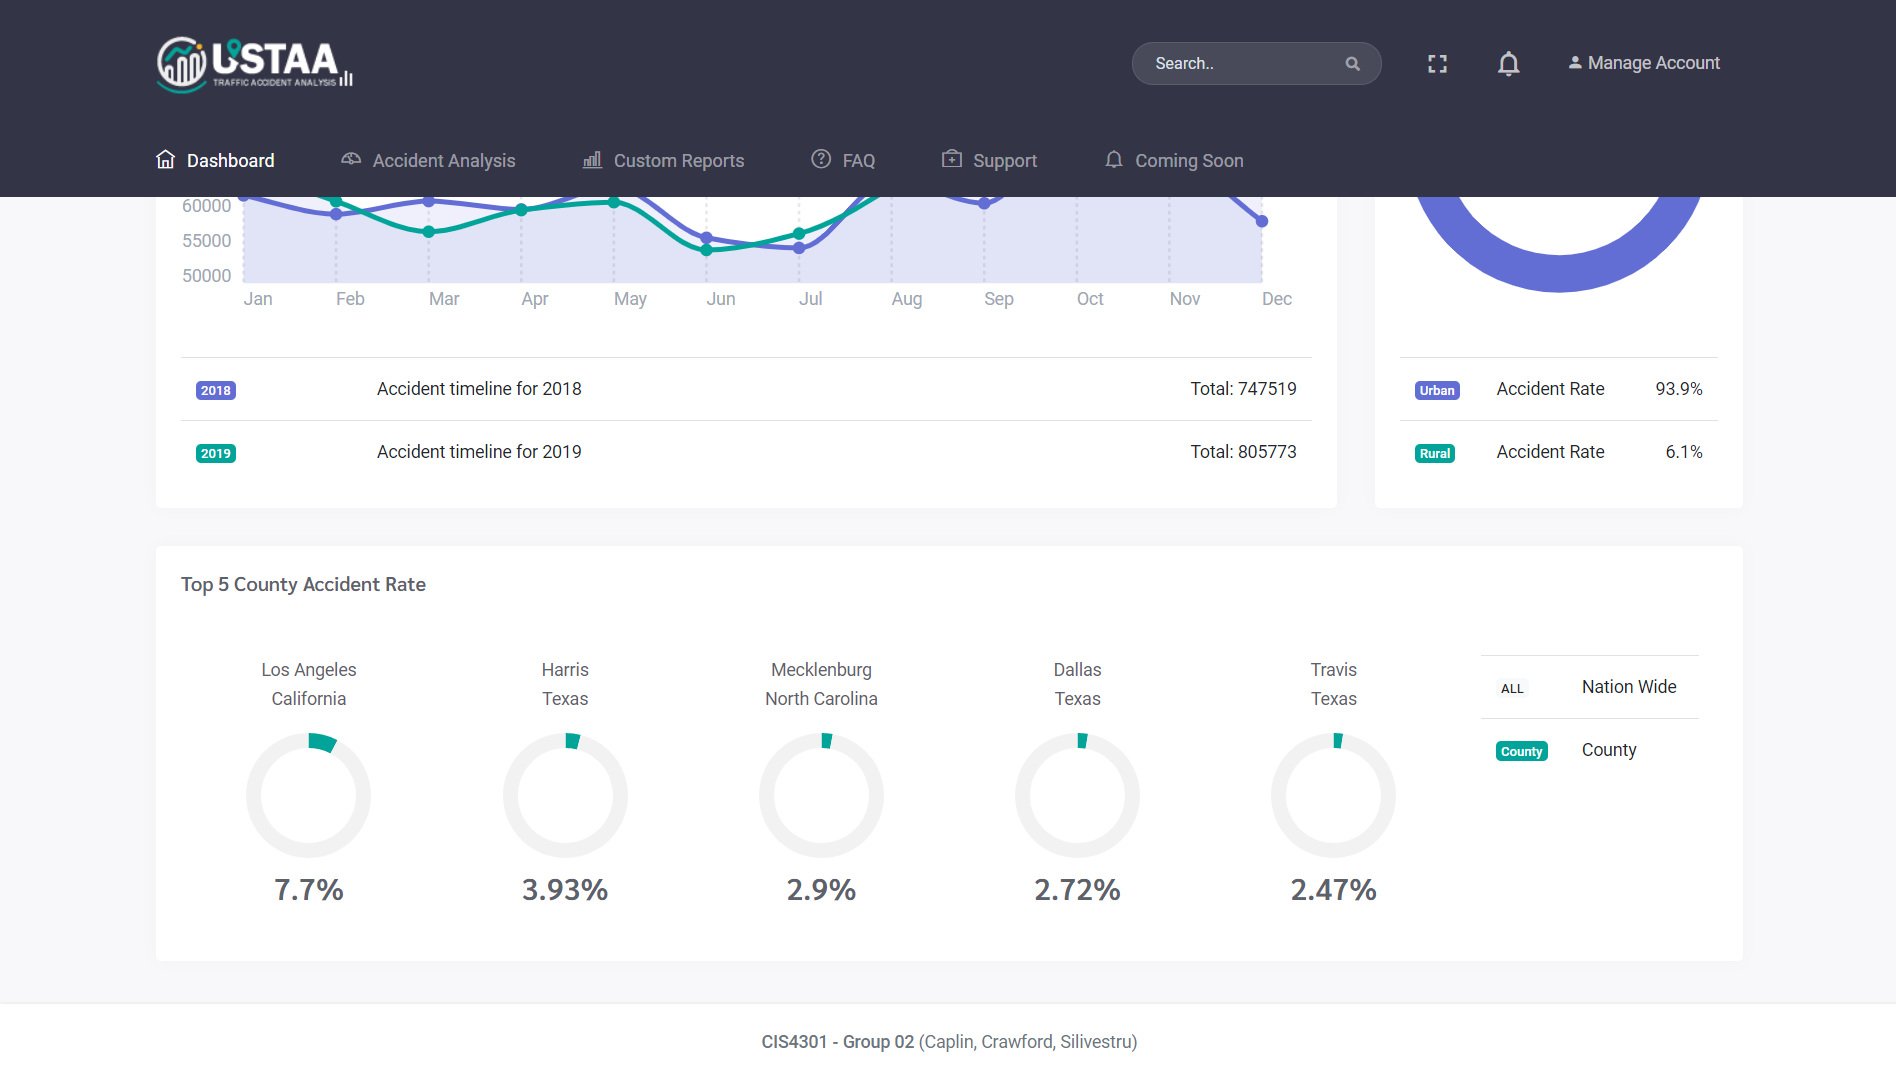 USTAA
TRAFFIC ACCIDENT ANALYSIS
Search..
Manage Account
Dashboard
Accident Analysis
Custom Reports
FAQ
Support
Coming Soon
60000
55000
50000
Jan Feb Mar Apr May Jun Jul Aug Sep Oct Nov Dec
2018 Accident timeline for 2018 Total: 747519
2019 Accident timeline for 2019 Total: 805773
Urban Accident Rate 93.9%
Rural Accident Rate 6.1%
Top 5 County Accident Rate
Los Angeles
California
7.7%
Harris
Texas
3.93%
Mecklenburg
North Carolina
2.9%
Dallas
Texas
2.72%
Travis
Texas
2.47%
ALL Nation Wide
County County
CIS4301 - Group 02 (Caplin, Crawford, Silivestru)